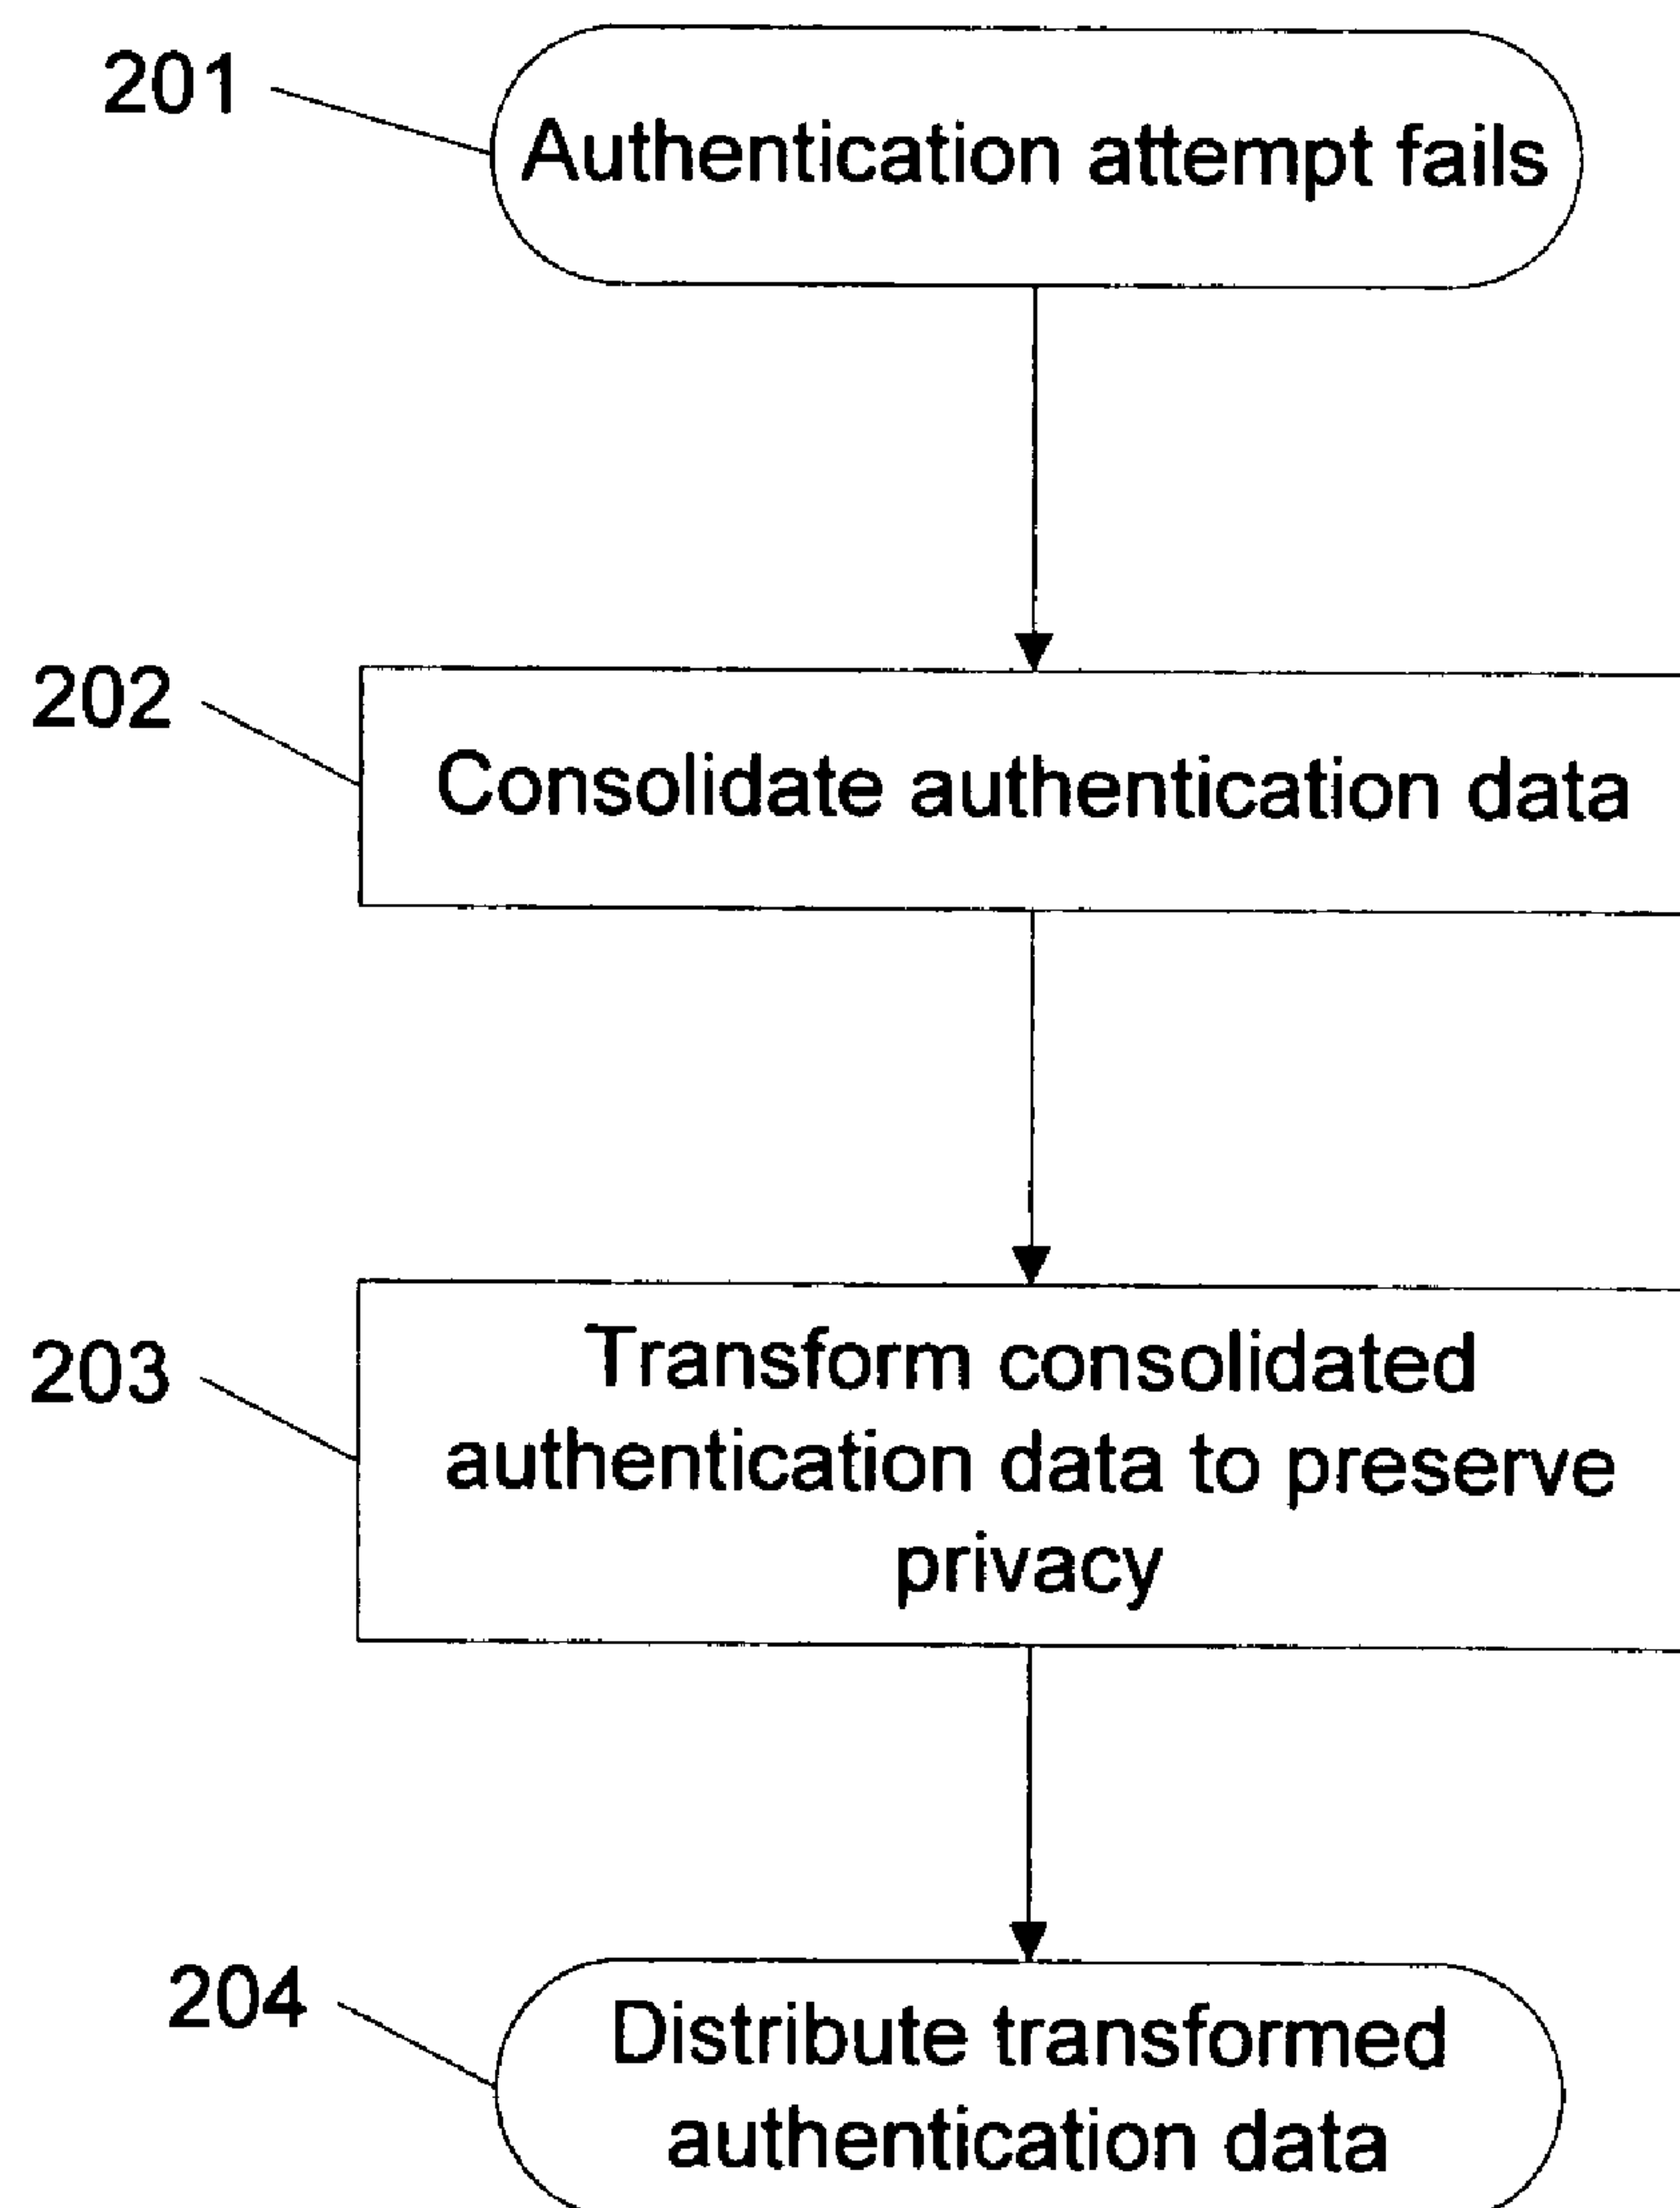 201
Authentication attempt fails
202
Consolidate authentication data
203
Transform consolidated
authentication data to preserve
privacy
204
Distribute transformed
authentication data